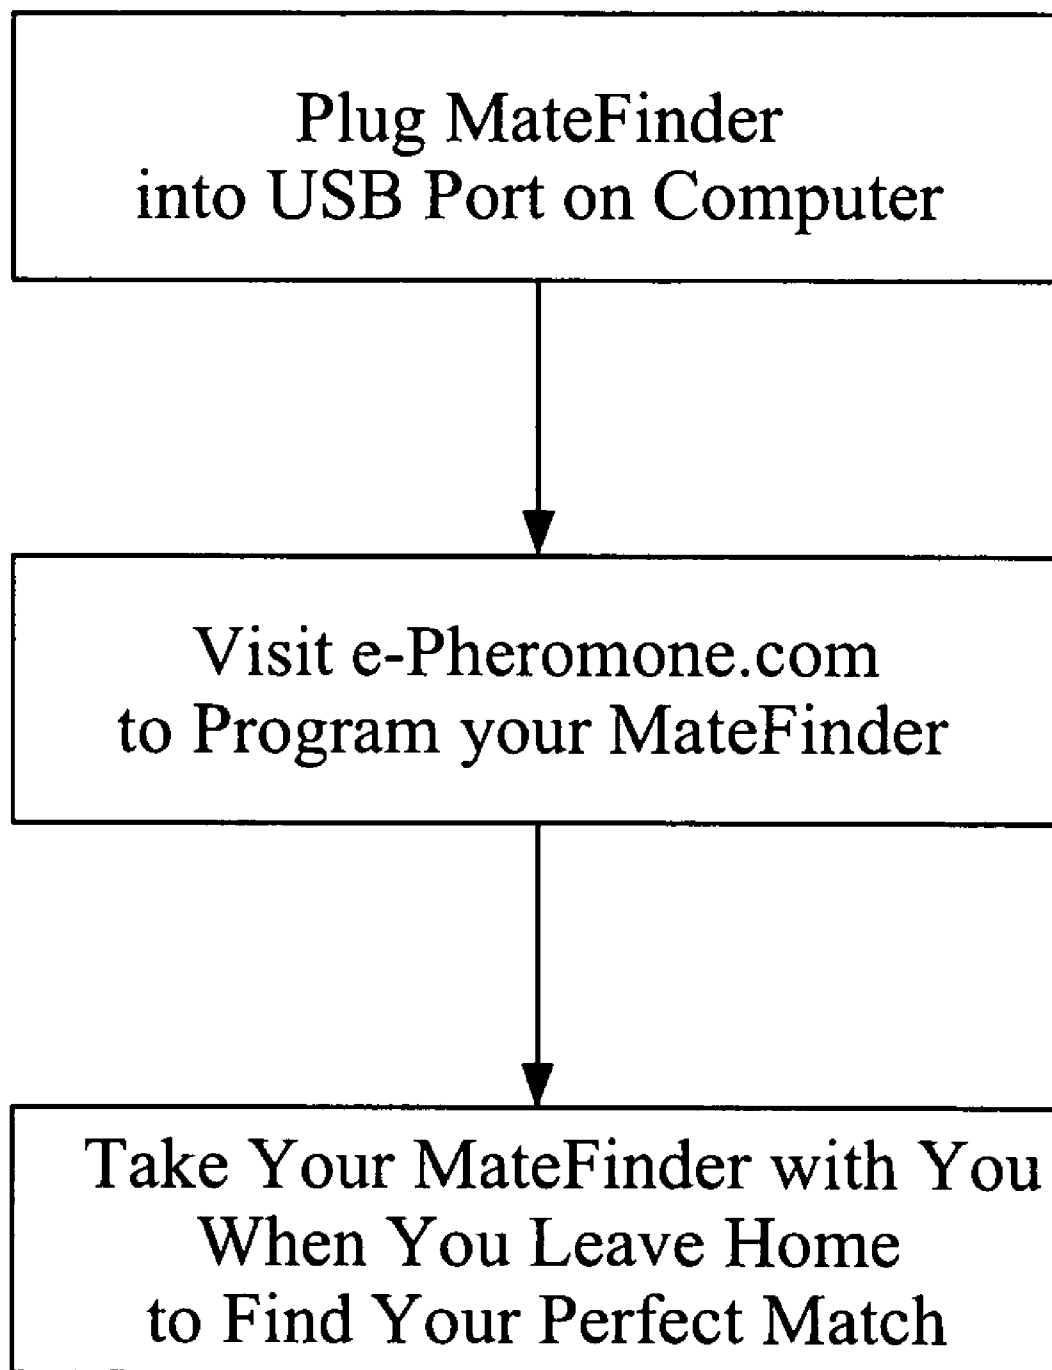 Plug MateFinder
into USB Port on Computer
Visit e-Pheromone.com
to Program your MateFinder
Take Your MateFinder with You
When You Leave Home
to Find Your Perfect Match